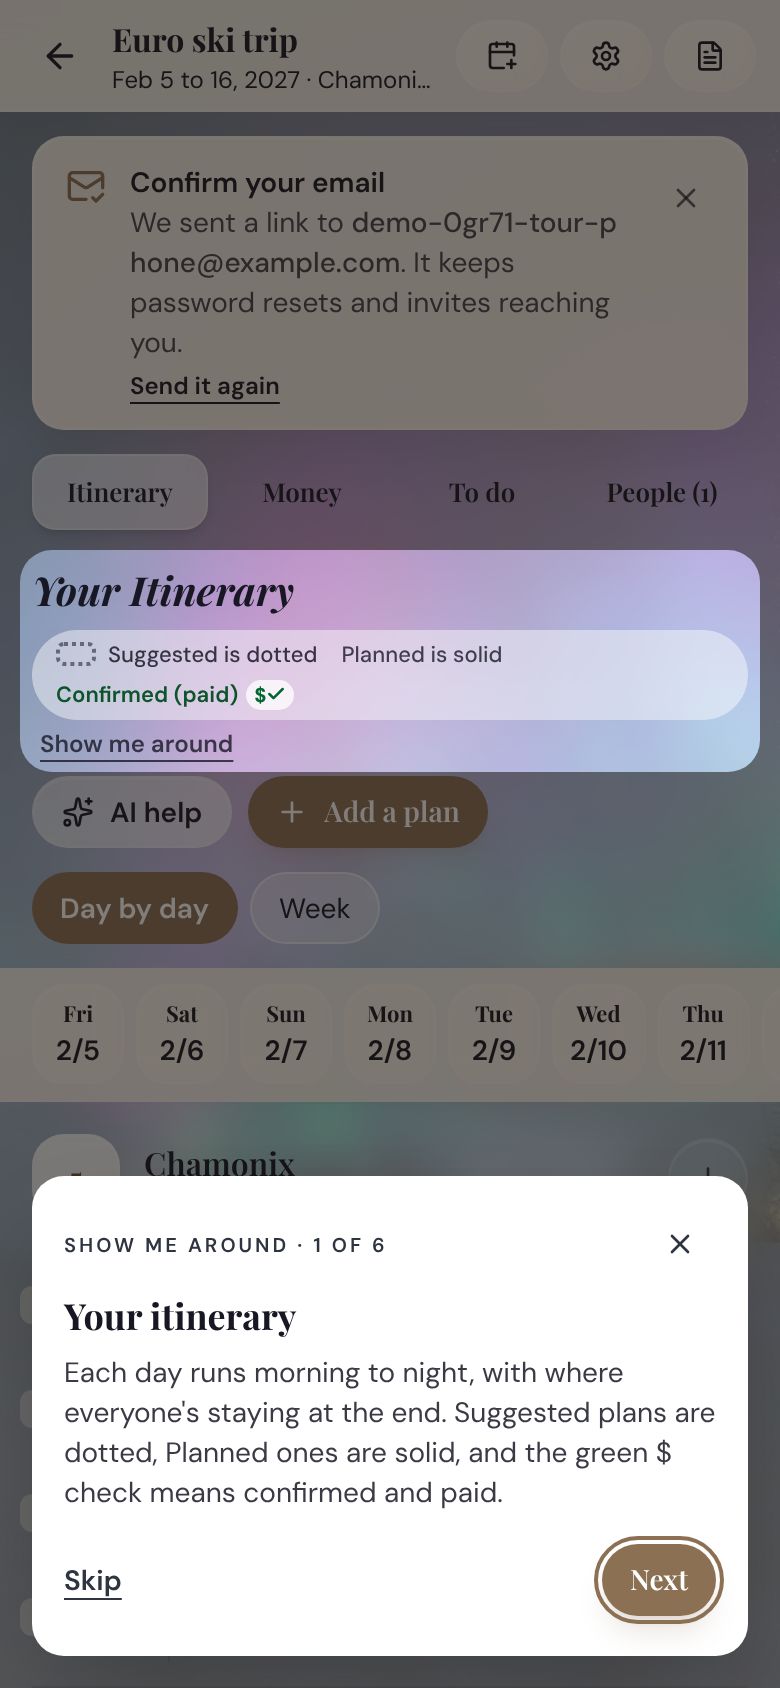 Euro ski trip
Feb 5 to 16, 2027 · Chamoni...
Confirm your email
We sent a link to demo-0gr71-tour-p
hone@example.com. It keeps
password resets and invites reaching
you.
Send it again
Itinerary Money To do People (1)
Your Itinerary
Suggested is dotted Planned is solid
Confirmed (paid) $✓
Show me around
AI help + Add a plan
Day by day Week
Fri Sat Sun Mon Tue Wed Thu
2/5 2/6 2/7 2/8 2/9 2/10 2/11
Chamonix
SHOW ME AROUND · 1 OF 6
Your itinerary
Each day runs morning to night, with where
everyone's staying at the end. Suggested plans are
dotted, Planned ones are solid, and the green $
check means confirmed and paid.
Skip Next